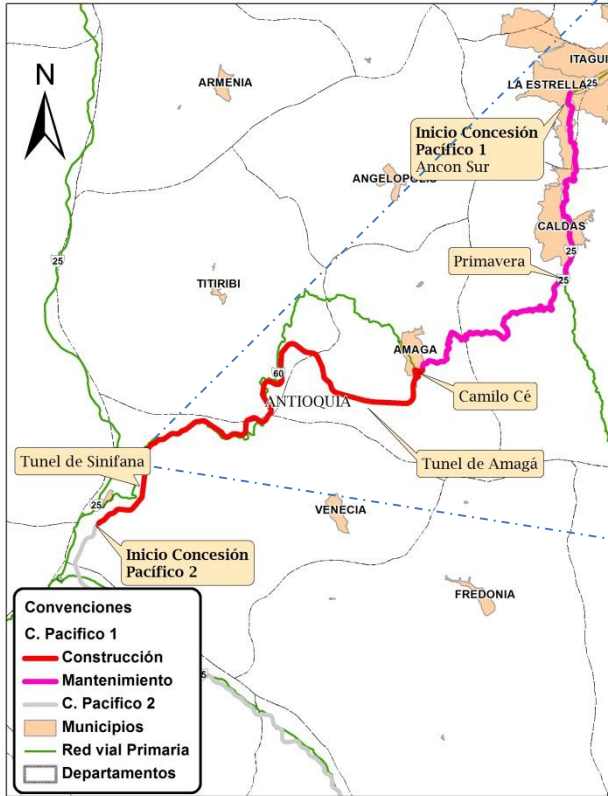 N
ARMENIA
ITAGUI
LA ESTRELLA
25
Inicio Concesión
Pacífico 1
Ancon Sur
ANGELOPOLIS
CALDAS
25
25
Primavera
25
TITIRIBI
AMAGA
60
Camilo Cé
ANTIOQUIA
Tunel de Sinifana
Tunel de Amagá
25
VENECIA
Inicio Concesión
Pacífico 2
FREDONIA
Convenciones
C. Pacifico 1
Construcción
Mantenimiento
C. Pacifico 2
Municipios
Red vial Primaria
Departamentos